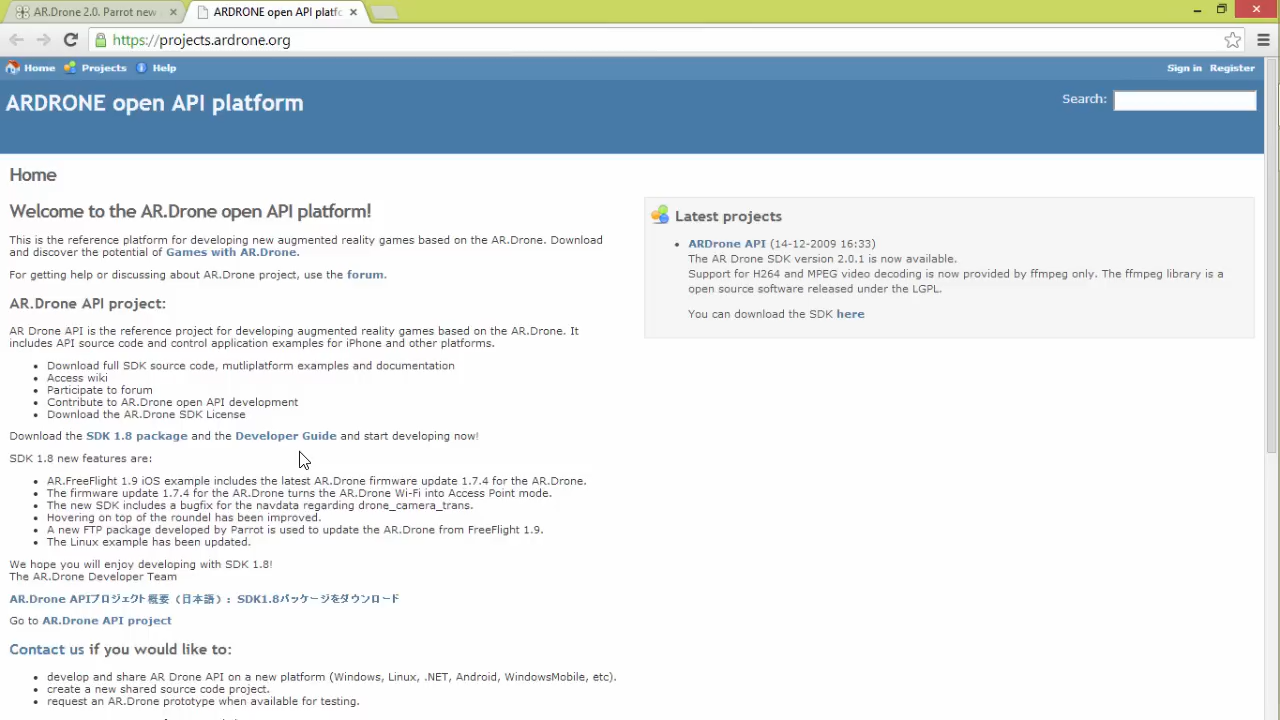 AR.Drone 2.0. Parrot new
ARDRONE open API platf
https://projects.ardrone.org
Home Projects Help
Sign in Register
ARDRONE open API platform
Search:
Home
Welcome to the AR.Drone open API platform!
This is the reference platform for developing new augmented reality games based on the AR.Drone. Download
and discover the potential of Games with AR.Drone.
For getting help or discussing about AR.Drone project, use the forum.
AR.Drone API project:
AR Drone API is the reference project for developing augmented reality games based on the AR.Drone. It
includes API source code and control application examples for iPhone and other platforms.
Download full SDK source code, mutliplatform examples and documentation
Access wiki
Participate to forum
Contribute to AR.Drone open API development
Download the AR.Drone SDK License
Download the SDK 1.8 package and the Developer Guide and start developing now!
SDK 1.8 new features are:
AR.FreeFlight 1.9 iOS example includes the latest AR.Drone firmware update 1.7.4 for the AR.Drone.
The firmware update 1.7.4 for the AR.Drone turns the AR.Drone Wi-Fi into Access Point mode.
The new SDK includes a bugfix for the navdata regarding drone_camera_trans.
Hovering on top of the roundel has been improved.
A new FTP package developed by Parrot is used to update the AR.Drone from FreeFlight 1.9.
The Linux example has been updated.
We hope you will enjoy developing with SDK 1.8!
The AR.Drone Developer Team
AR.Drone APIプロジェクト概要（日本語）: SDK1.8パッケージをダウンロード
Go to AR.Drone API project
Contact us if you would like to:
develop and share AR Drone API on a new platform (Windows, Linux, .NET, Android, WindowsMobile, etc).
create a new shared source code project.
request an AR.Drone prototype when available for testing.
Latest projects
ARDrone API (14-12-2009 16:33)
The AR Drone SDK version 2.0.1 is now available.
Support for H264 and MPEG video decoding is now provided by ffmpeg only. The ffmpeg library is a
open source software released under the LGPL.
You can download the SDK here